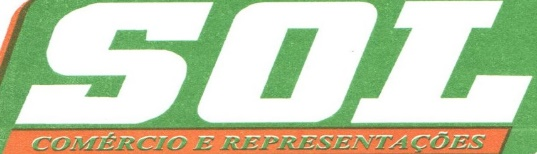 SOL
COMÉRCIO E REPRESENTAÇÕES